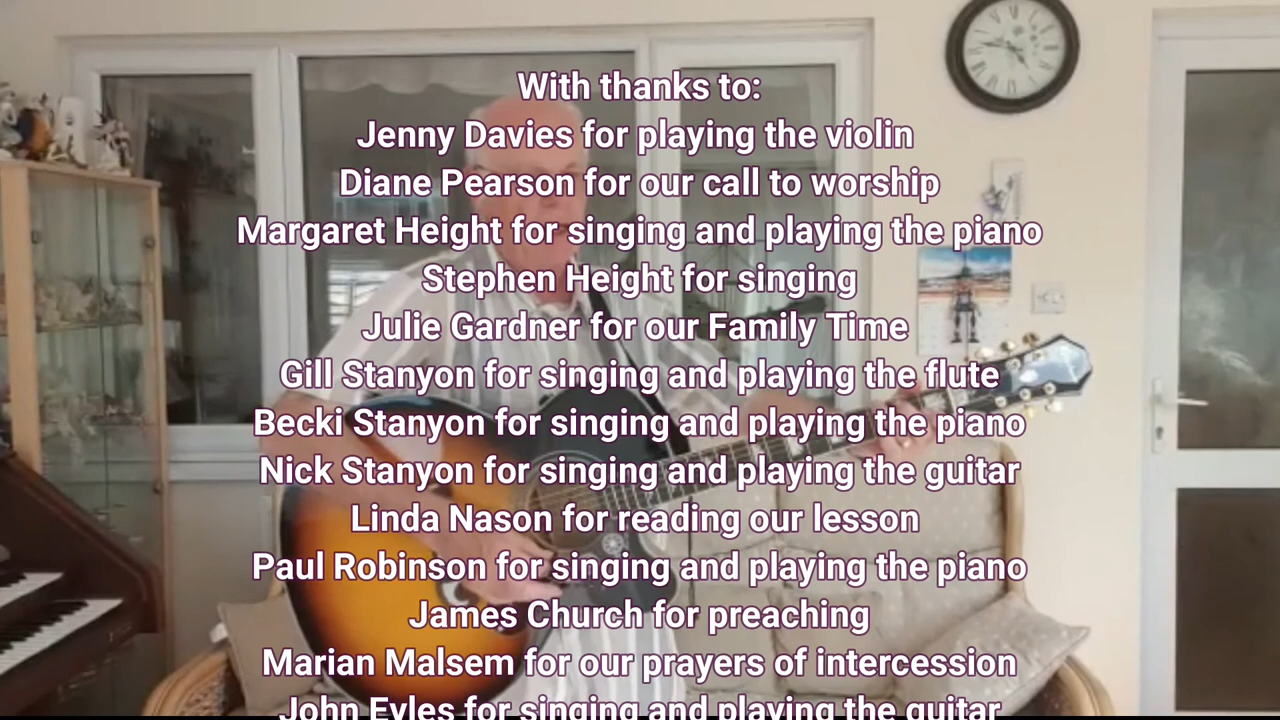 With thanks to:
Jenny Davies for playing the violin
Diane Pearson for our call to worship
Margaret Height for singing and playing the piano
Stephen Height for singing
Julie Gardner for our Family Time
Gill Stanyon for singing and playing the flute
Becki Stanyon for singing and playing the piano
Nick Stanyon for singing and playing the guitar
Linda Nason for reading our lesson
Paul Robinson for singing and playing the piano
James Church for preaching
Marian Malsem for our prayers of intercession
John Eyles for singing and playing the guitar